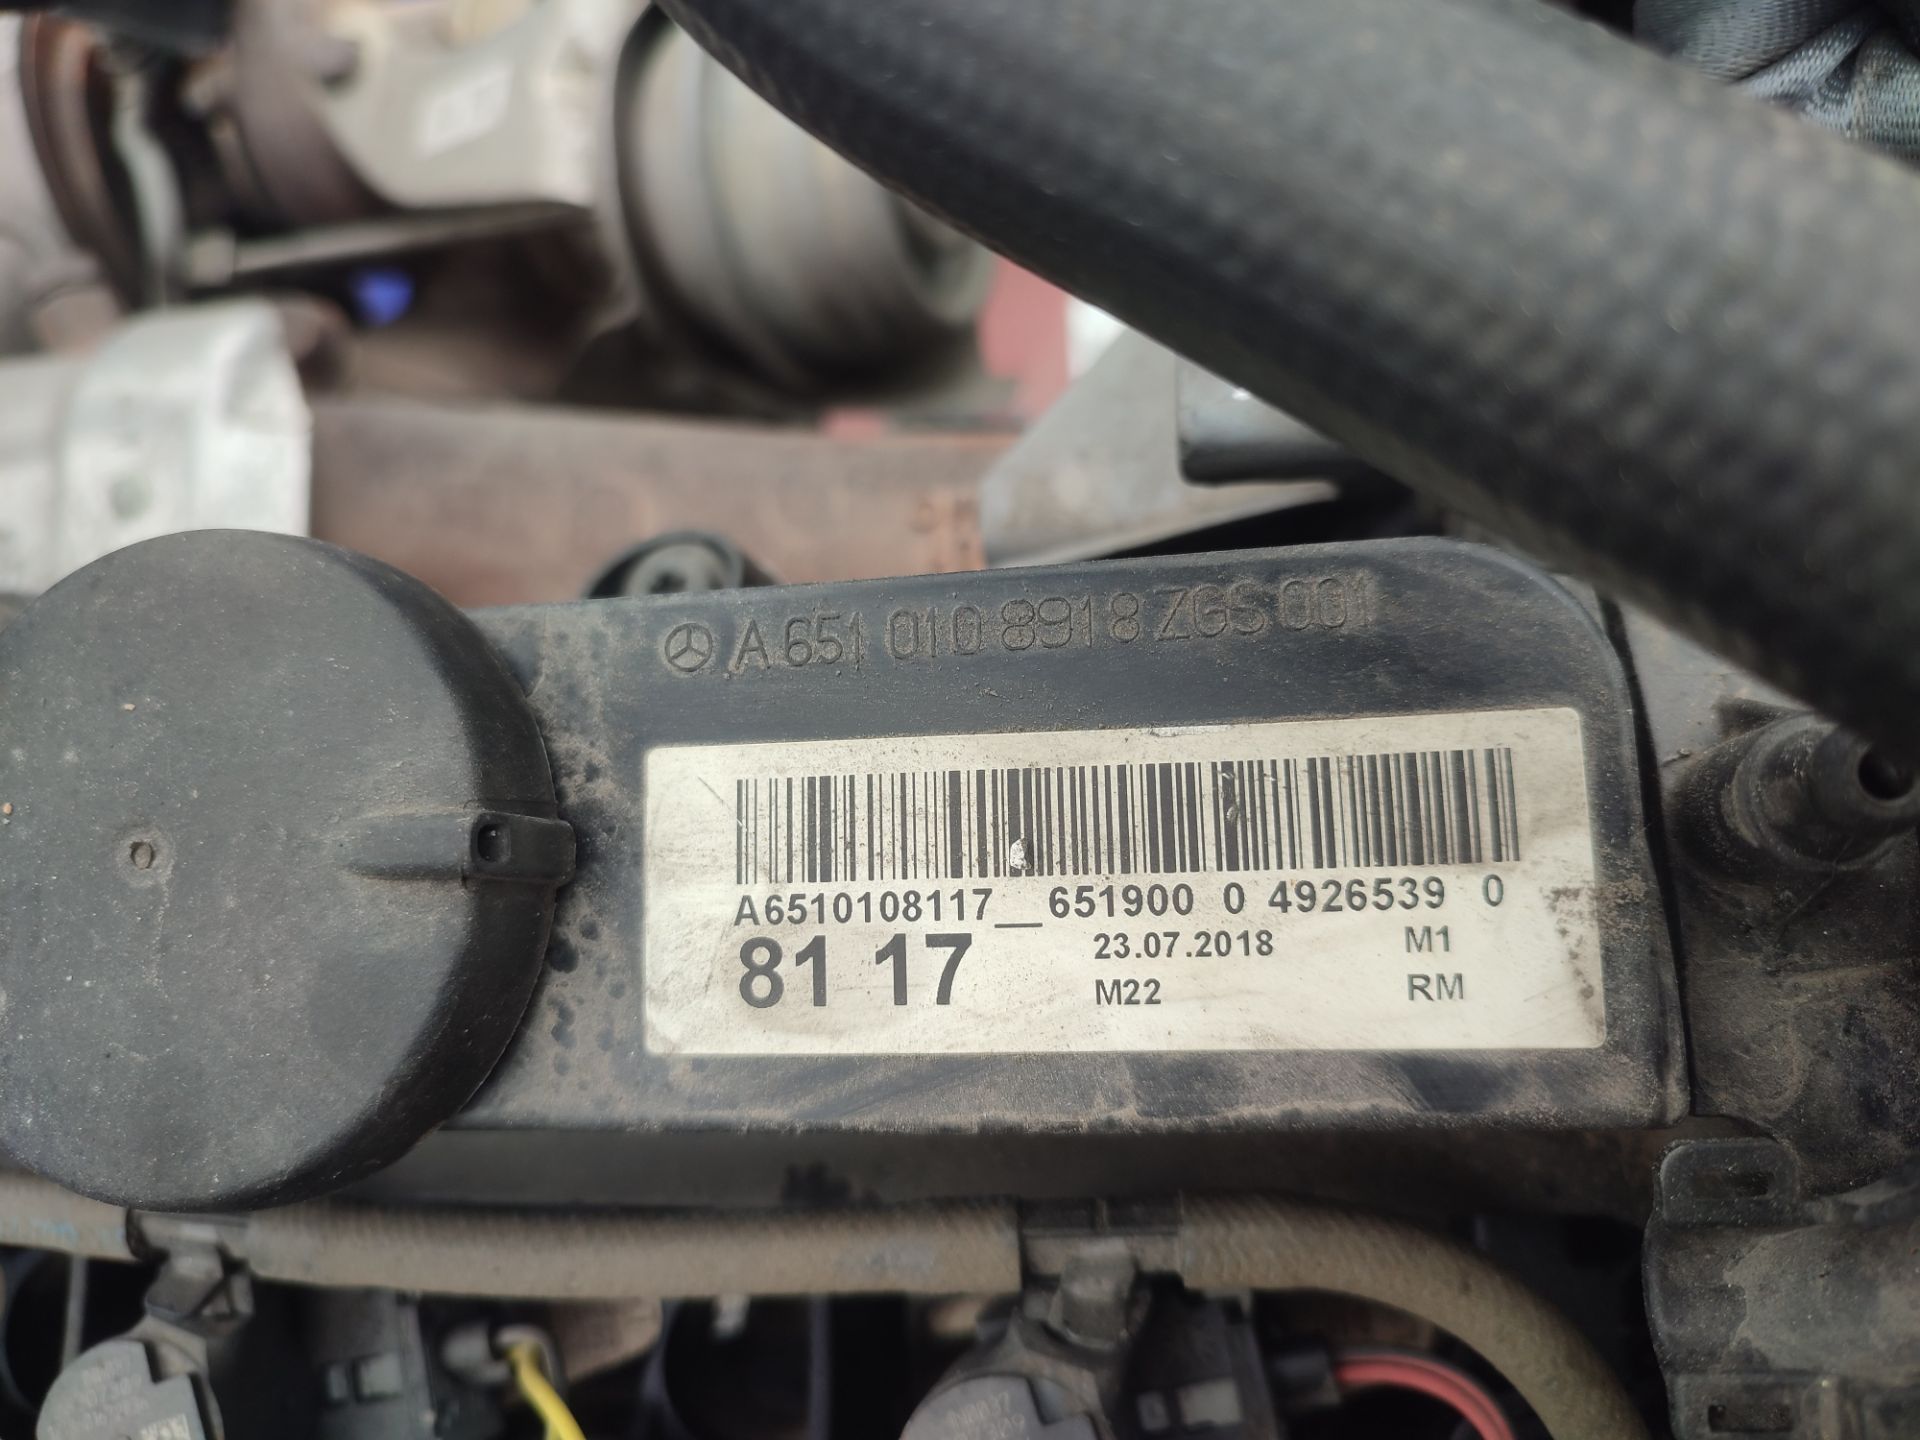 A 651 010 8918 ZGS 001
A6510108117__651900 0 4926539 0
81 17 23.07.2018 M1
M22 RM